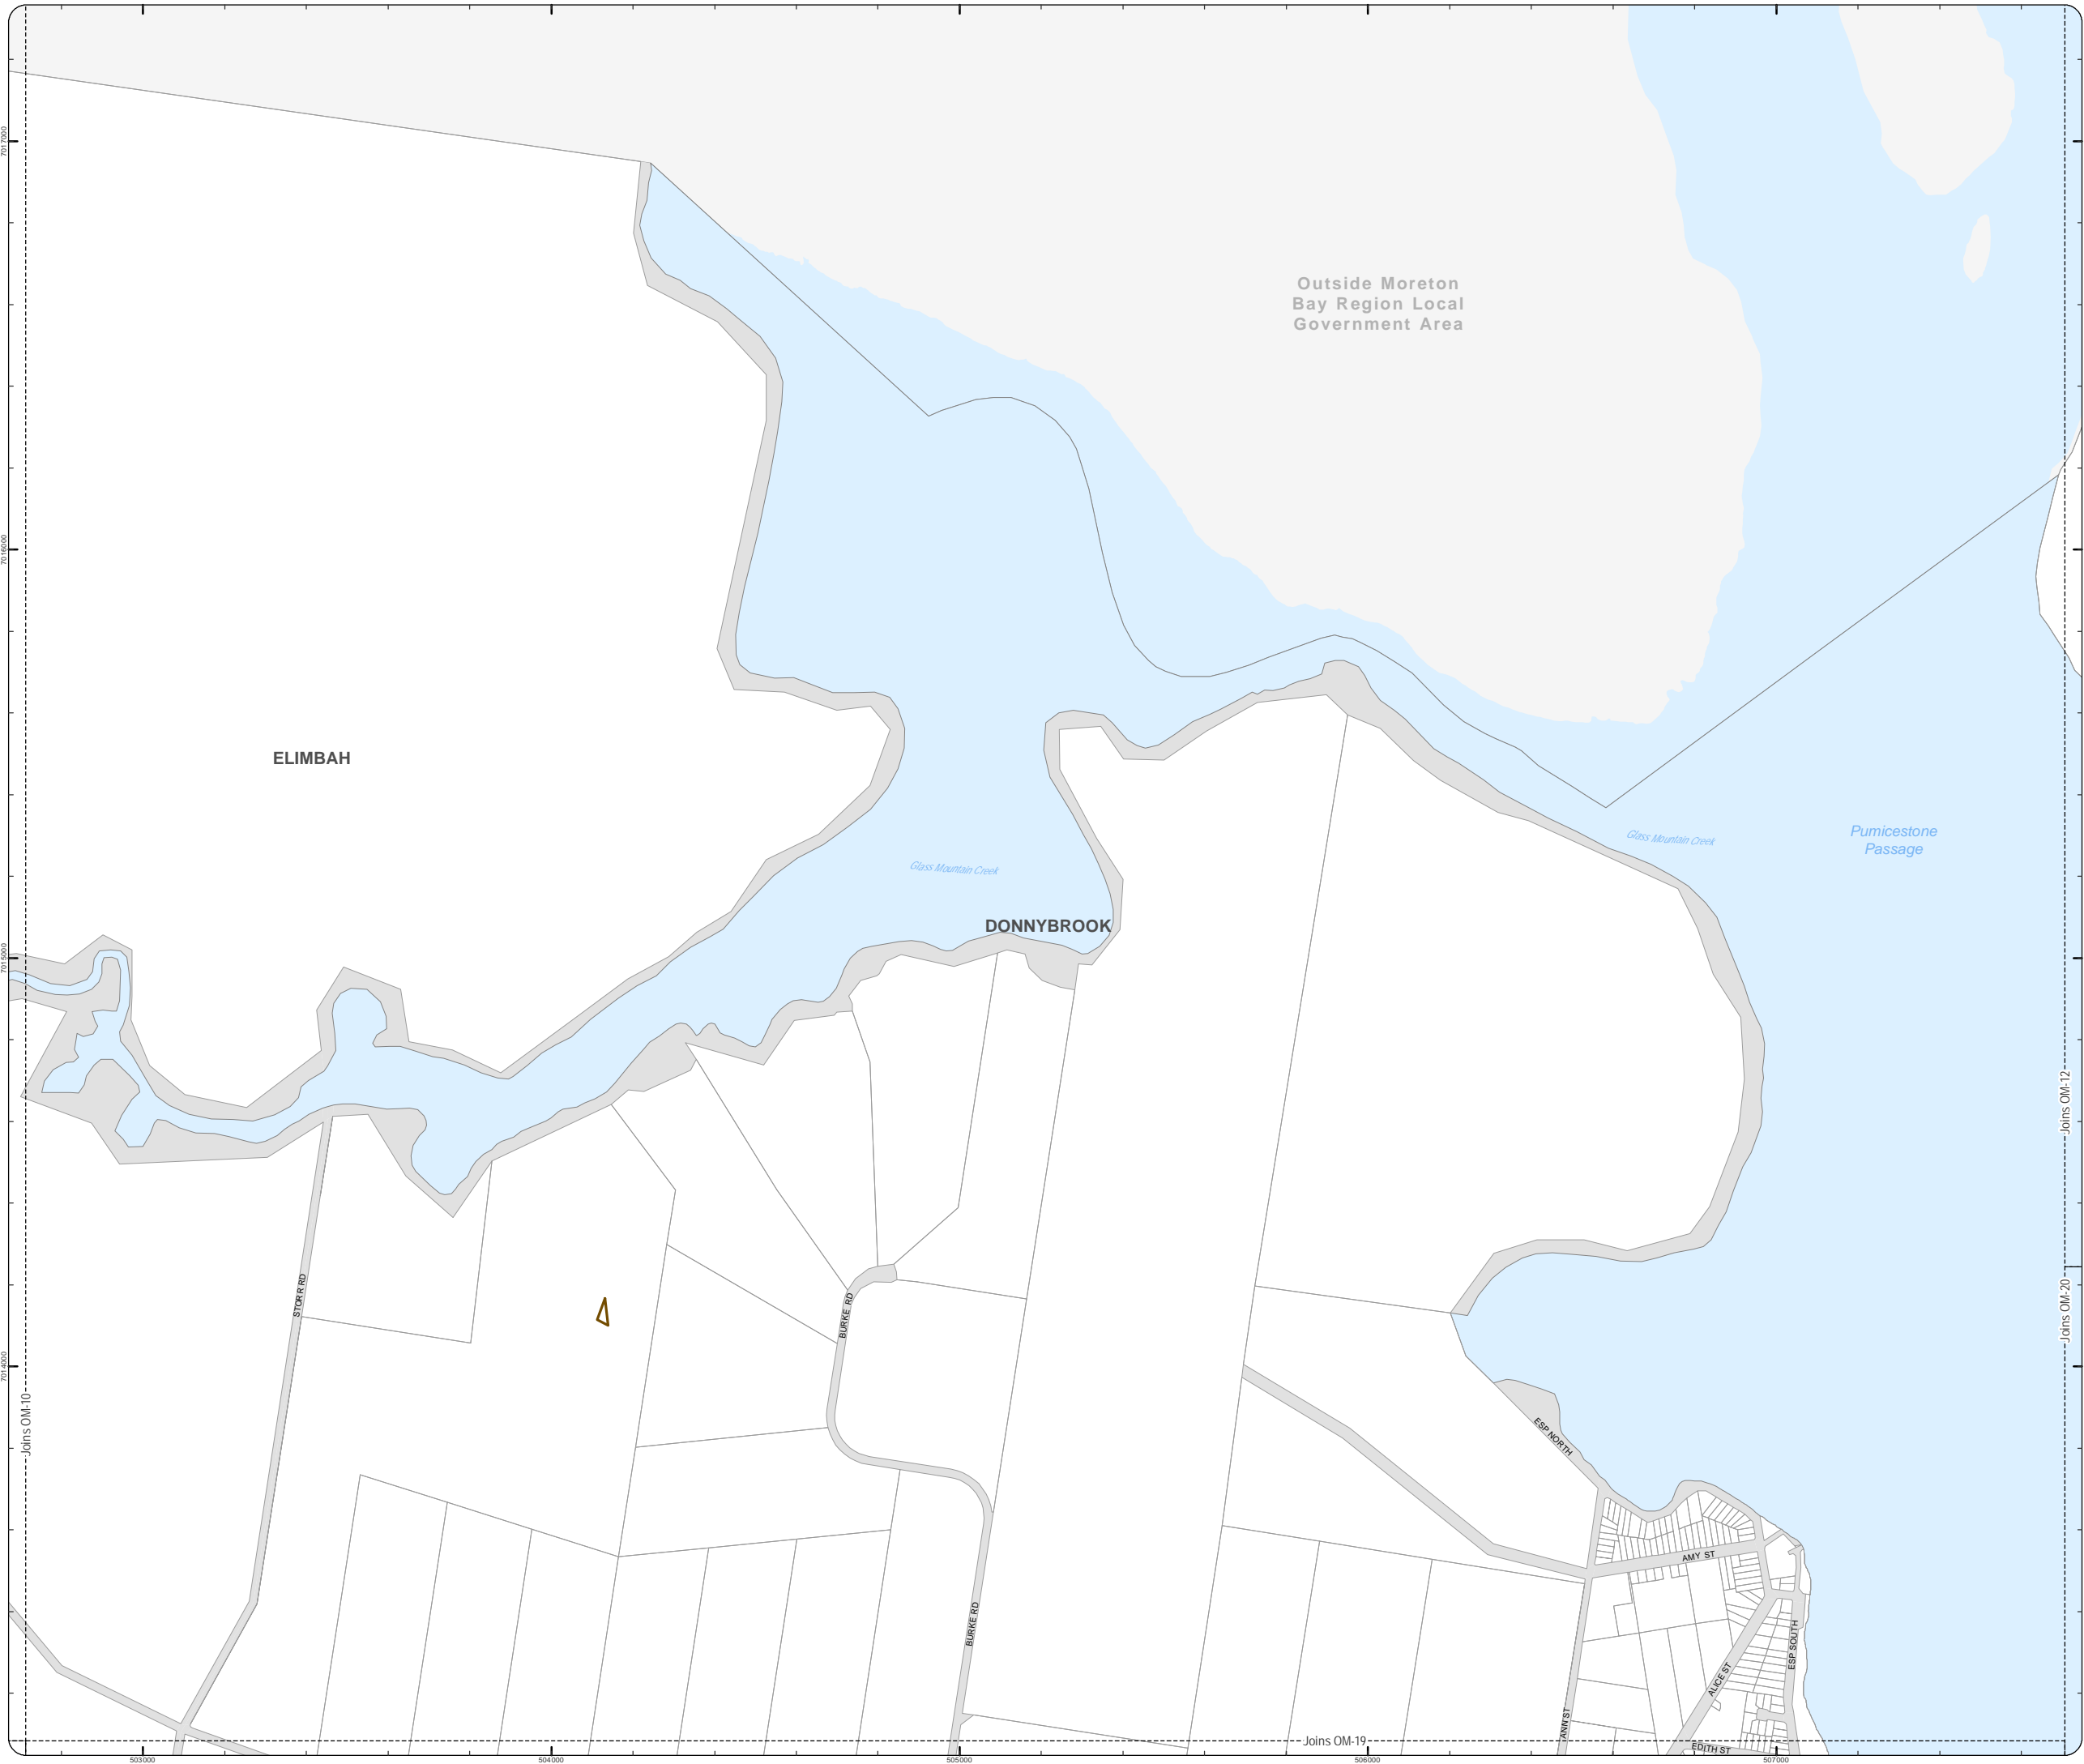 7017000
Outside Moreton
Bay Region Local
Government Area
7016000
ELIMBAH
Glass Mountain Creek
Pumicestone
Passage
Glass Mountain Creek
DONNYBROOK
7015000
Joins OM-12
STORR RD
BURKE RD
Joins OM-20
7014000
Joins OM-10
ESP NORTH
AMY ST
BURKE RD
ESP SOUTH
ALICE ST
ANN ST
Joins OM-19
EDITH ST
503000
504000
505000
506000
507000